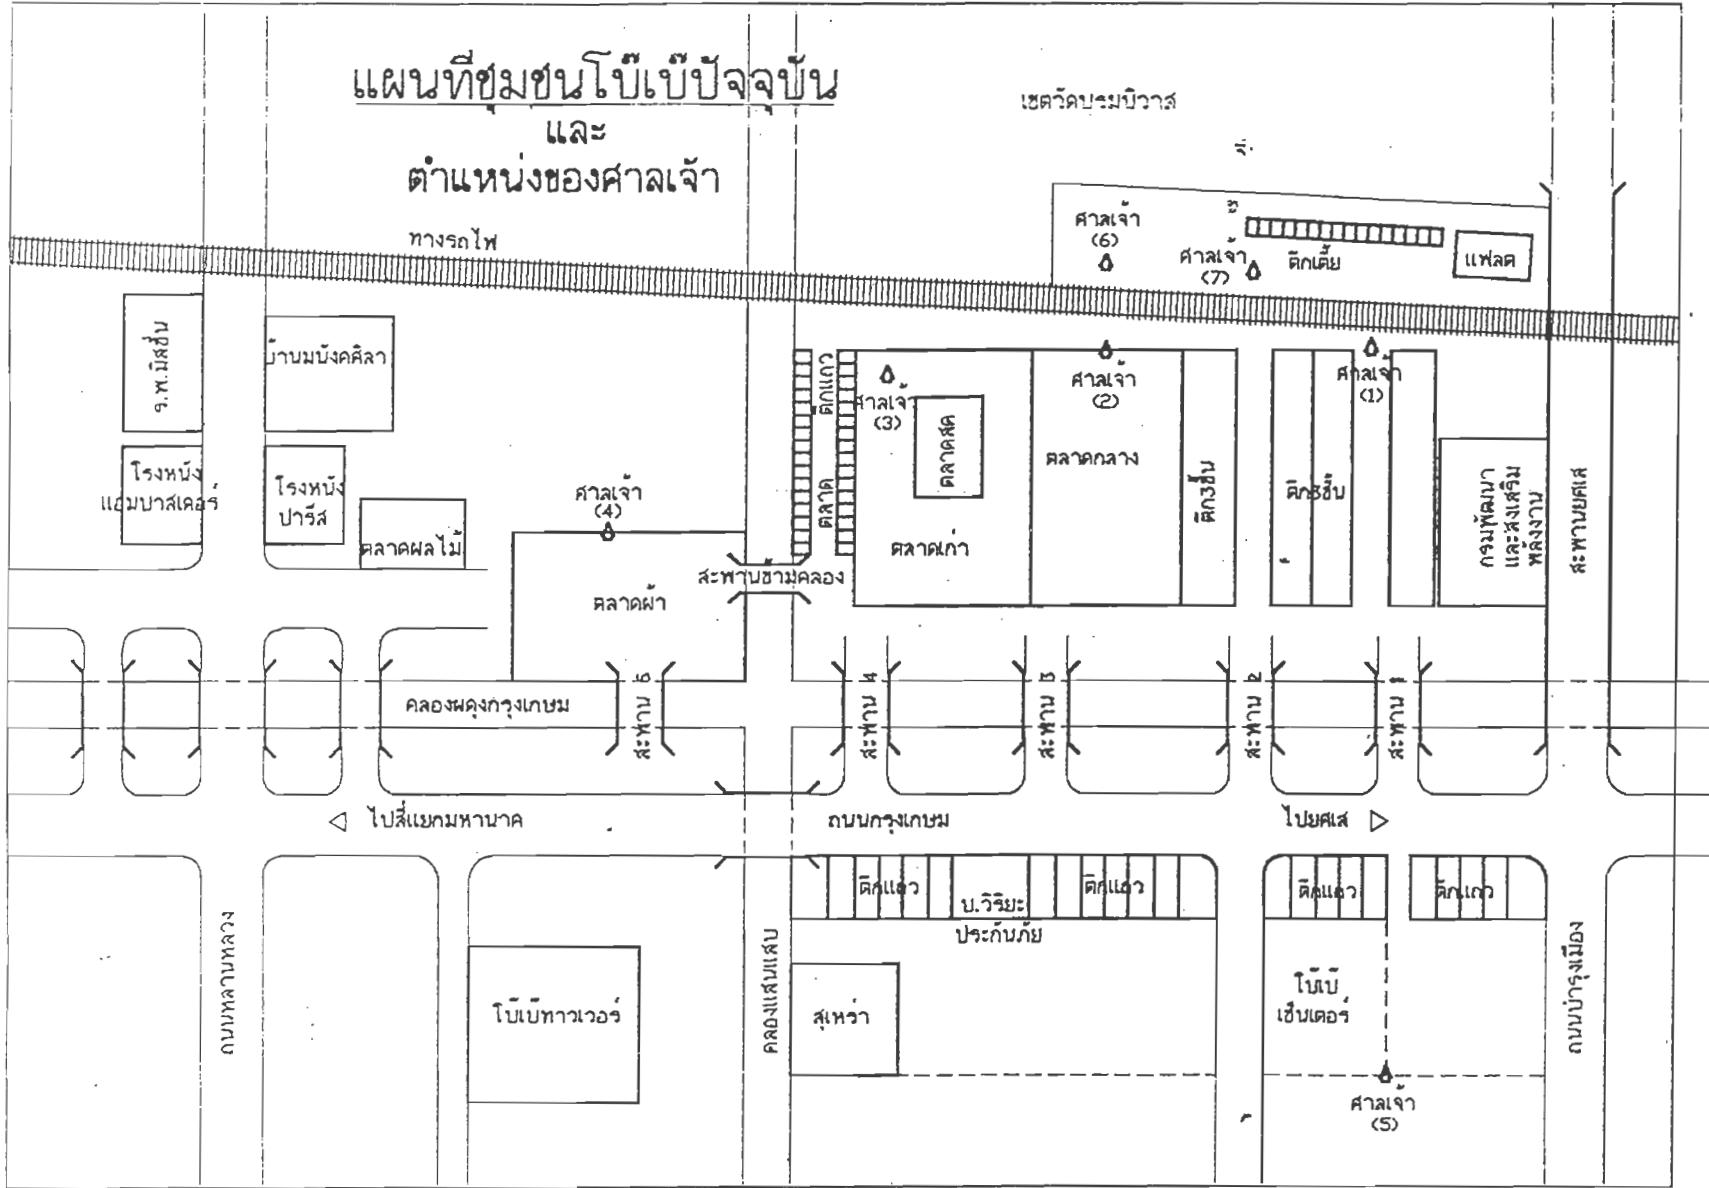 แผนที่ชุมชนโบ๊เบ๊ปัจจุบัน
และ
ตำแหน่งของศาลเจ้า
เขตวัดบรมนิวาส
ทางรถไฟ
ศาลเจ้า
(6)
ศาลเจ้า
(7)
ตึกเตี้ย
แฟลต
ร.พ.มิสชั่น
บ้านมนังคศิลา
ตึกแถว
ศาลเจ้า
(3)
ศาลเจ้า
(2)
ศาลเจ้า
(1)
ตลาดสด
ตลาดกลาง
ตึก3ชั้น
ตึก3ชั้น
โรงหนัง
แอมบาสเดอร์
โรงหนัง
ปารีส
ตลาดผลไม้
ศาลเจ้า
(4)
ตลาด
ตลาดเก่า
กรมพัฒนา
และส่งเสริม
พลังงาน
สะพานยศเส
สะพานข้ามคลอง
ตลาดผ้า
คลองผดุงกรุงเกษม
สะพาน 5
สะพาน 4
สะพาน 3
สะพาน 2
สะพาน 1
ไปสี่แยกมหานาค
ถนนกรุงเกษม
ไปยศเส
ตึกแถว
บ.วิริยะ
ประกันภัย
ตึกแถว
ตึกแถว
ตึกแถว
ถนนหลานหลวง
โบ๊เบ๊ทาวเวอร์
คลองแสนแสบ
สุเหร่า
โบ๊เบ๊
เซ็นเตอร์
ถนนบำรุงเมือง
ศาลเจ้า
(5)